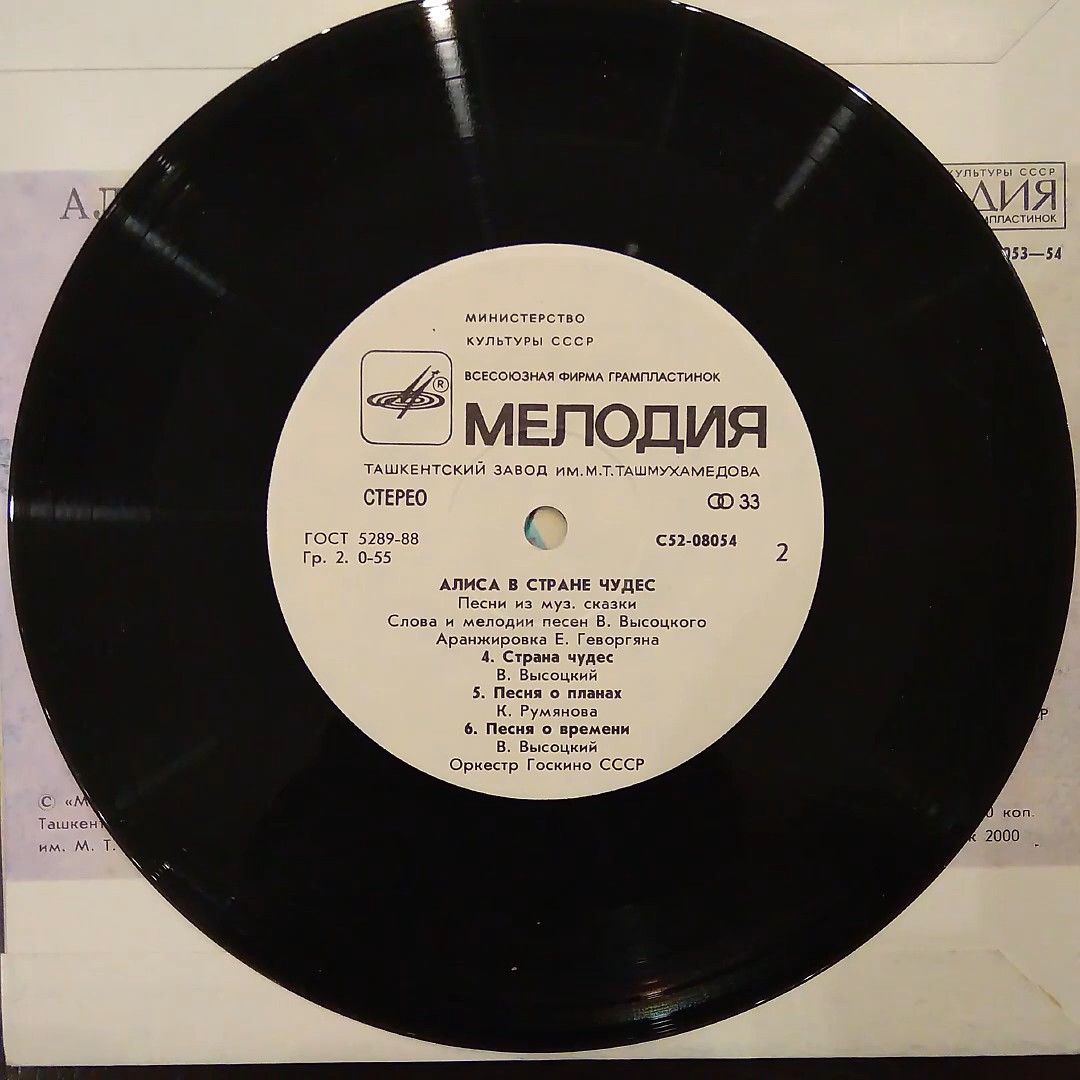 КУЛЬТУРЫ СССР
053—54
МИНИСТЕРСТВО
КУЛЬТУРЫ СССР
®
ВСЕСОЮЗНАЯ ФИРМА ГРАМПЛАСТИНОК
МЕЛОДИЯ
ТАШКЕНТСКИЙ ЗАВОД ИМ. М. Т. ТАШМУХАМЕДОВА
СТЕРЕО
33
ГОСТ 5289-88
Гр. 2. 0-55
С52-08054
2
АЛИСА В СТРАНЕ ЧУДЕС
Песни из муз. сказки
Слова и мелодии песен В. Высоцкого
Аранжировка Е. Геворгяна
4. Страна чудес
В. Высоцкий
5. Песня о планах
К. Румянова
6. Песня о времени
В. Высоцкий
Оркестр Госкино СССР
© «М
Ташкент
им. М. Т.
коп.
2000